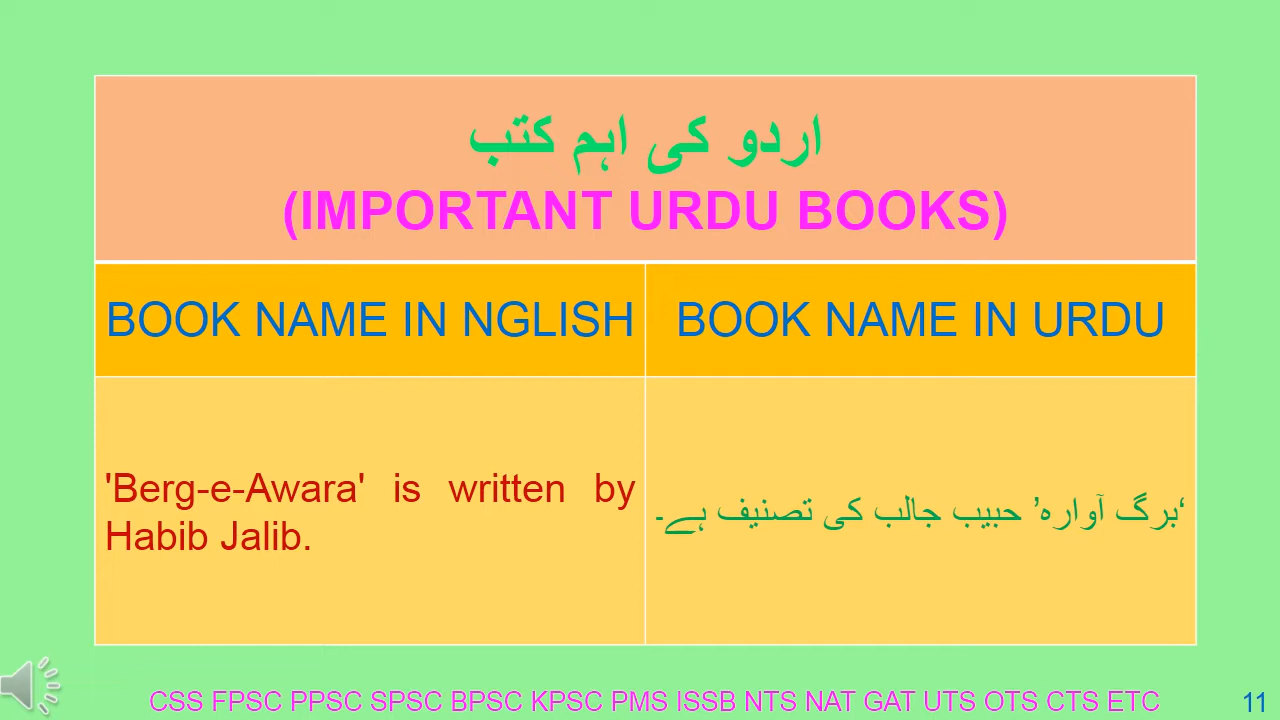 اردو کی اہم کتب
(IMPORTANT URDU BOOKS)
BOOK NAME IN NGLISH
BOOK NAME IN URDU
'Berg-e-Awara' is written by
Habib Jalib.
‘برگ آوارہ’ حبیب جالب کی تصنیف ہے۔
CSS FPSC PPSC SPSC BPSC KPSC PMS ISSB NTS NAT GAT UTS OTS CTS ETC
11